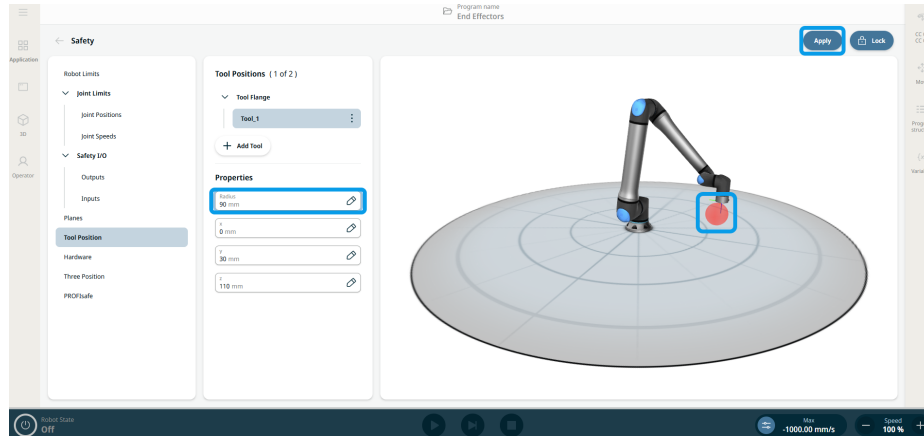 Program name
End Effectors
Safety
Apply
Lock
Application
3D
Operator
Robot Limits
Joint Limits
Joint Positions
Joint Speeds
Safety I/O
Outputs
Inputs
Planes
Tool Position
Hardware
Three Position
PROFIsafe
Tool Positions ( 1 of 2 )
Tool Flange
Tool_1
Add Tool
Properties
Radius
90 mm
X
0 mm
Y
30 mm
110 mm
Robot State
Off
Max
-1000.00 mm/s
Speed
100 %